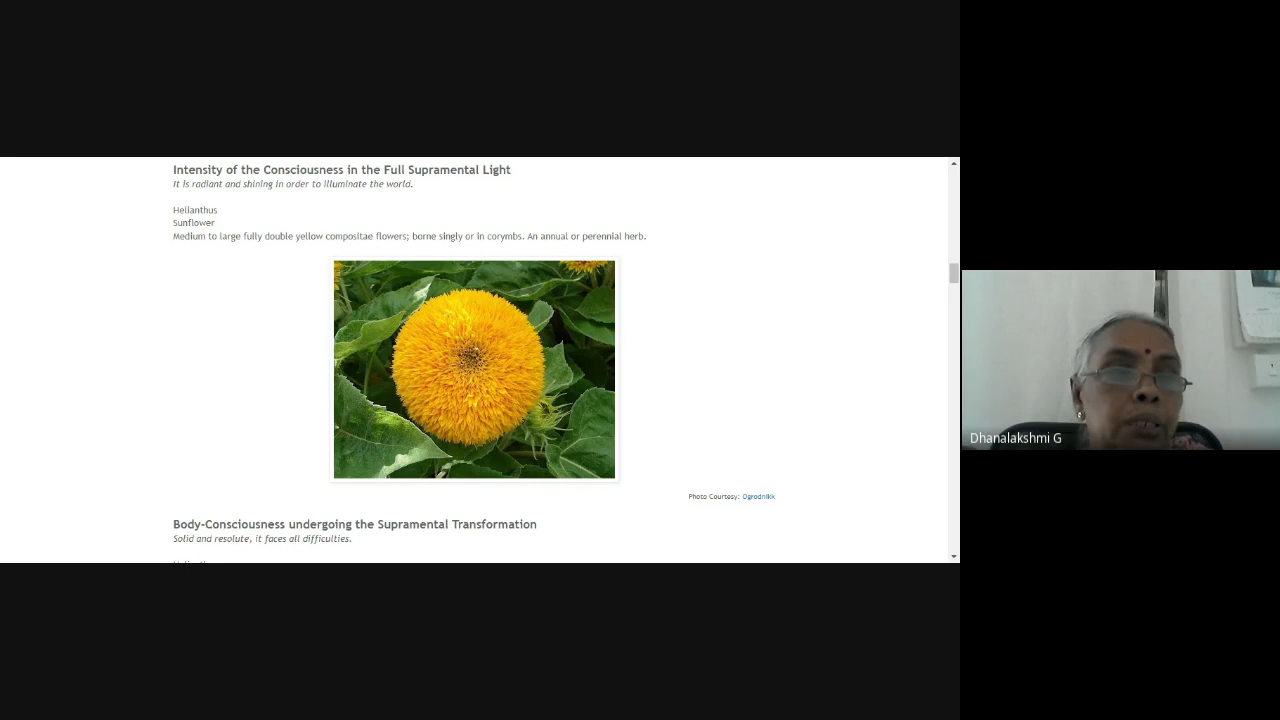 Intensity of the Consciousness in the Full Supramental Light
It is radiant and shining in order to illuminate the world.
Helianthus
Sunflower
Medium to large fully double yellow compositae flowers; borne singly or in corymbs. An annual or perennial herb.
Photo Courtesy: Ogrodnikk
Body-Consciousness undergoing the Supramental Transformation
Solid and resolute, it faces all difficulties.
Dhanalakshmi G